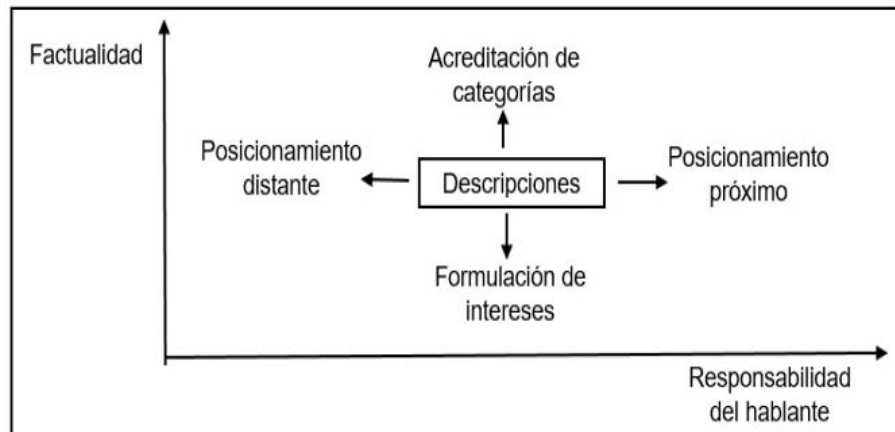 Factualidad
Acreditación de
categorías
Posicionamiento
distante
Descripciones
Posicionamiento
próximo
Formulación de
intereses
Responsabilidad
del hablante